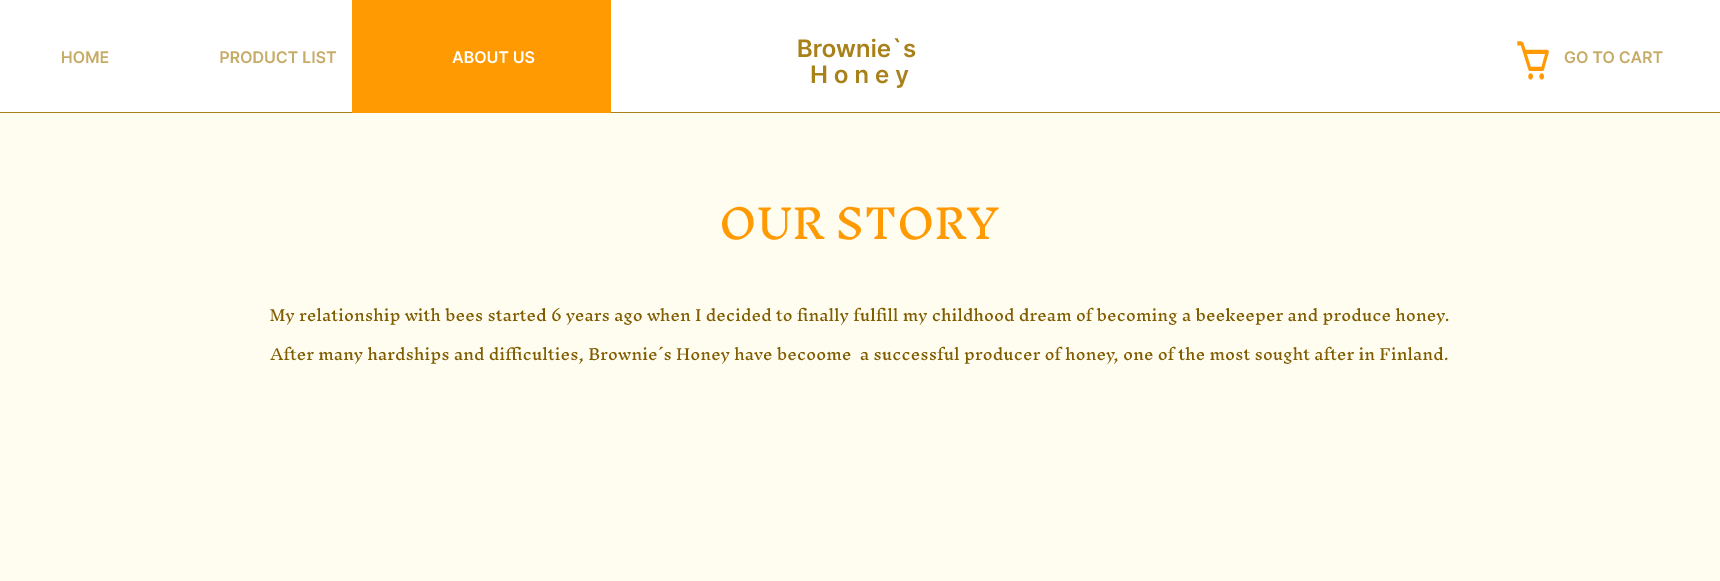 HOME
PRODUCT LIST
ABOUT US
Brownie`s
Honey
GO TO CART
OUR STORY
My relationship with bees started 6 years ago when I decided to finally fulfill my childhood dream of becoming a beekeeper and produce honey.
After many hardships and difficulties, Brownie´s Honey have becoome  a successful producer of honey, one of the most sought after in Finland.